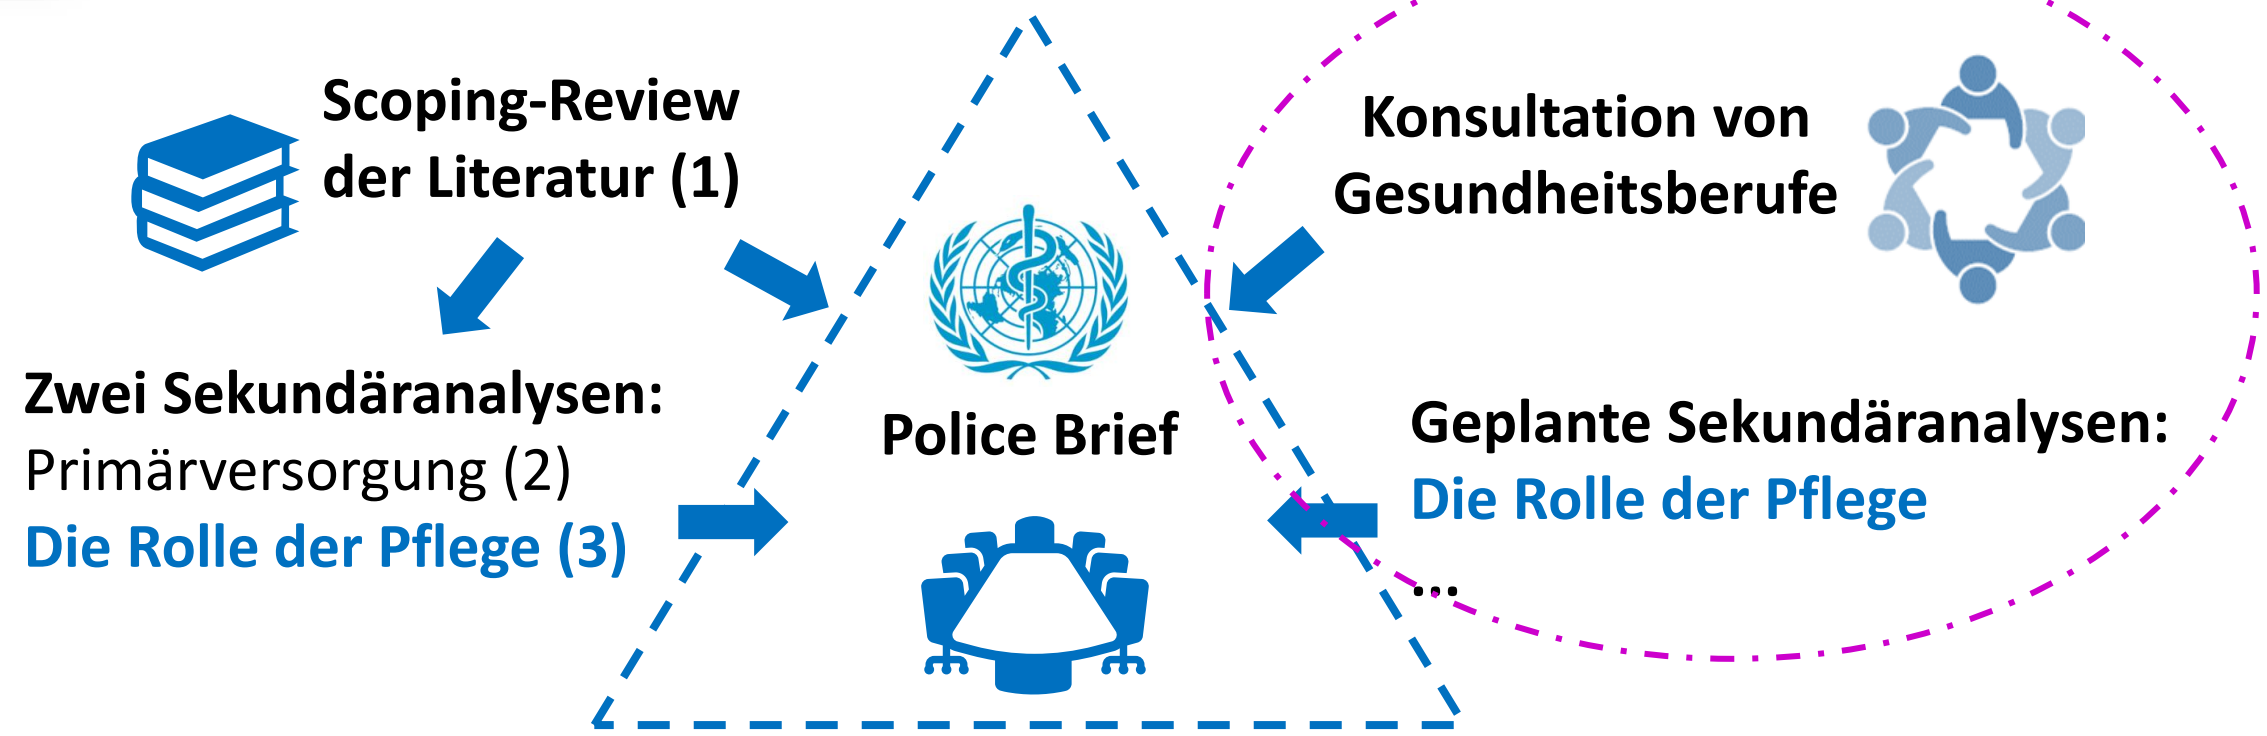 Scoping-Review
der Literatur (1)
Konsultation von
Gesundheitsberufe
Zwei Sekundäranalysen:
Primärversorgung (2)
Die Rolle der Pflege (3)
Police Brief
Geplante Sekundäranalysen:
Die Rolle der Pflege
...